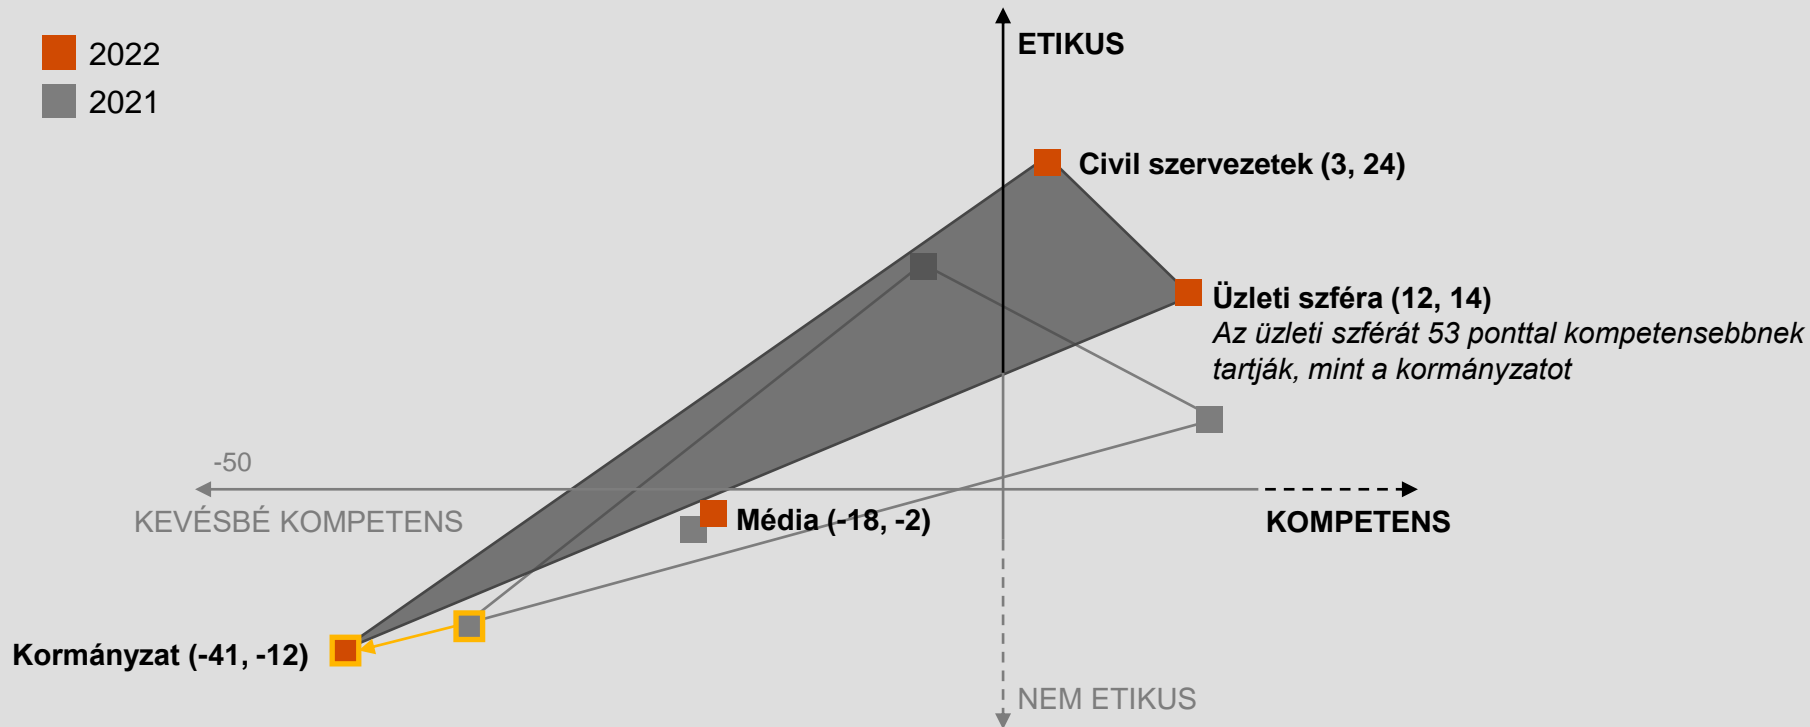 2022
2021
ETIKUS
Civil szervezetek (3, 24)
Üzleti szféra (12, 14)
Az üzleti szférát 53 ponttal kompetensebbnek
tartják, mint a kormányzatot
-50
KEVÉSBÉ KOMPETENS
Média (-18, -2)
KOMPETENS
Kormányzat (-41, -12)
NEM ETIKUS